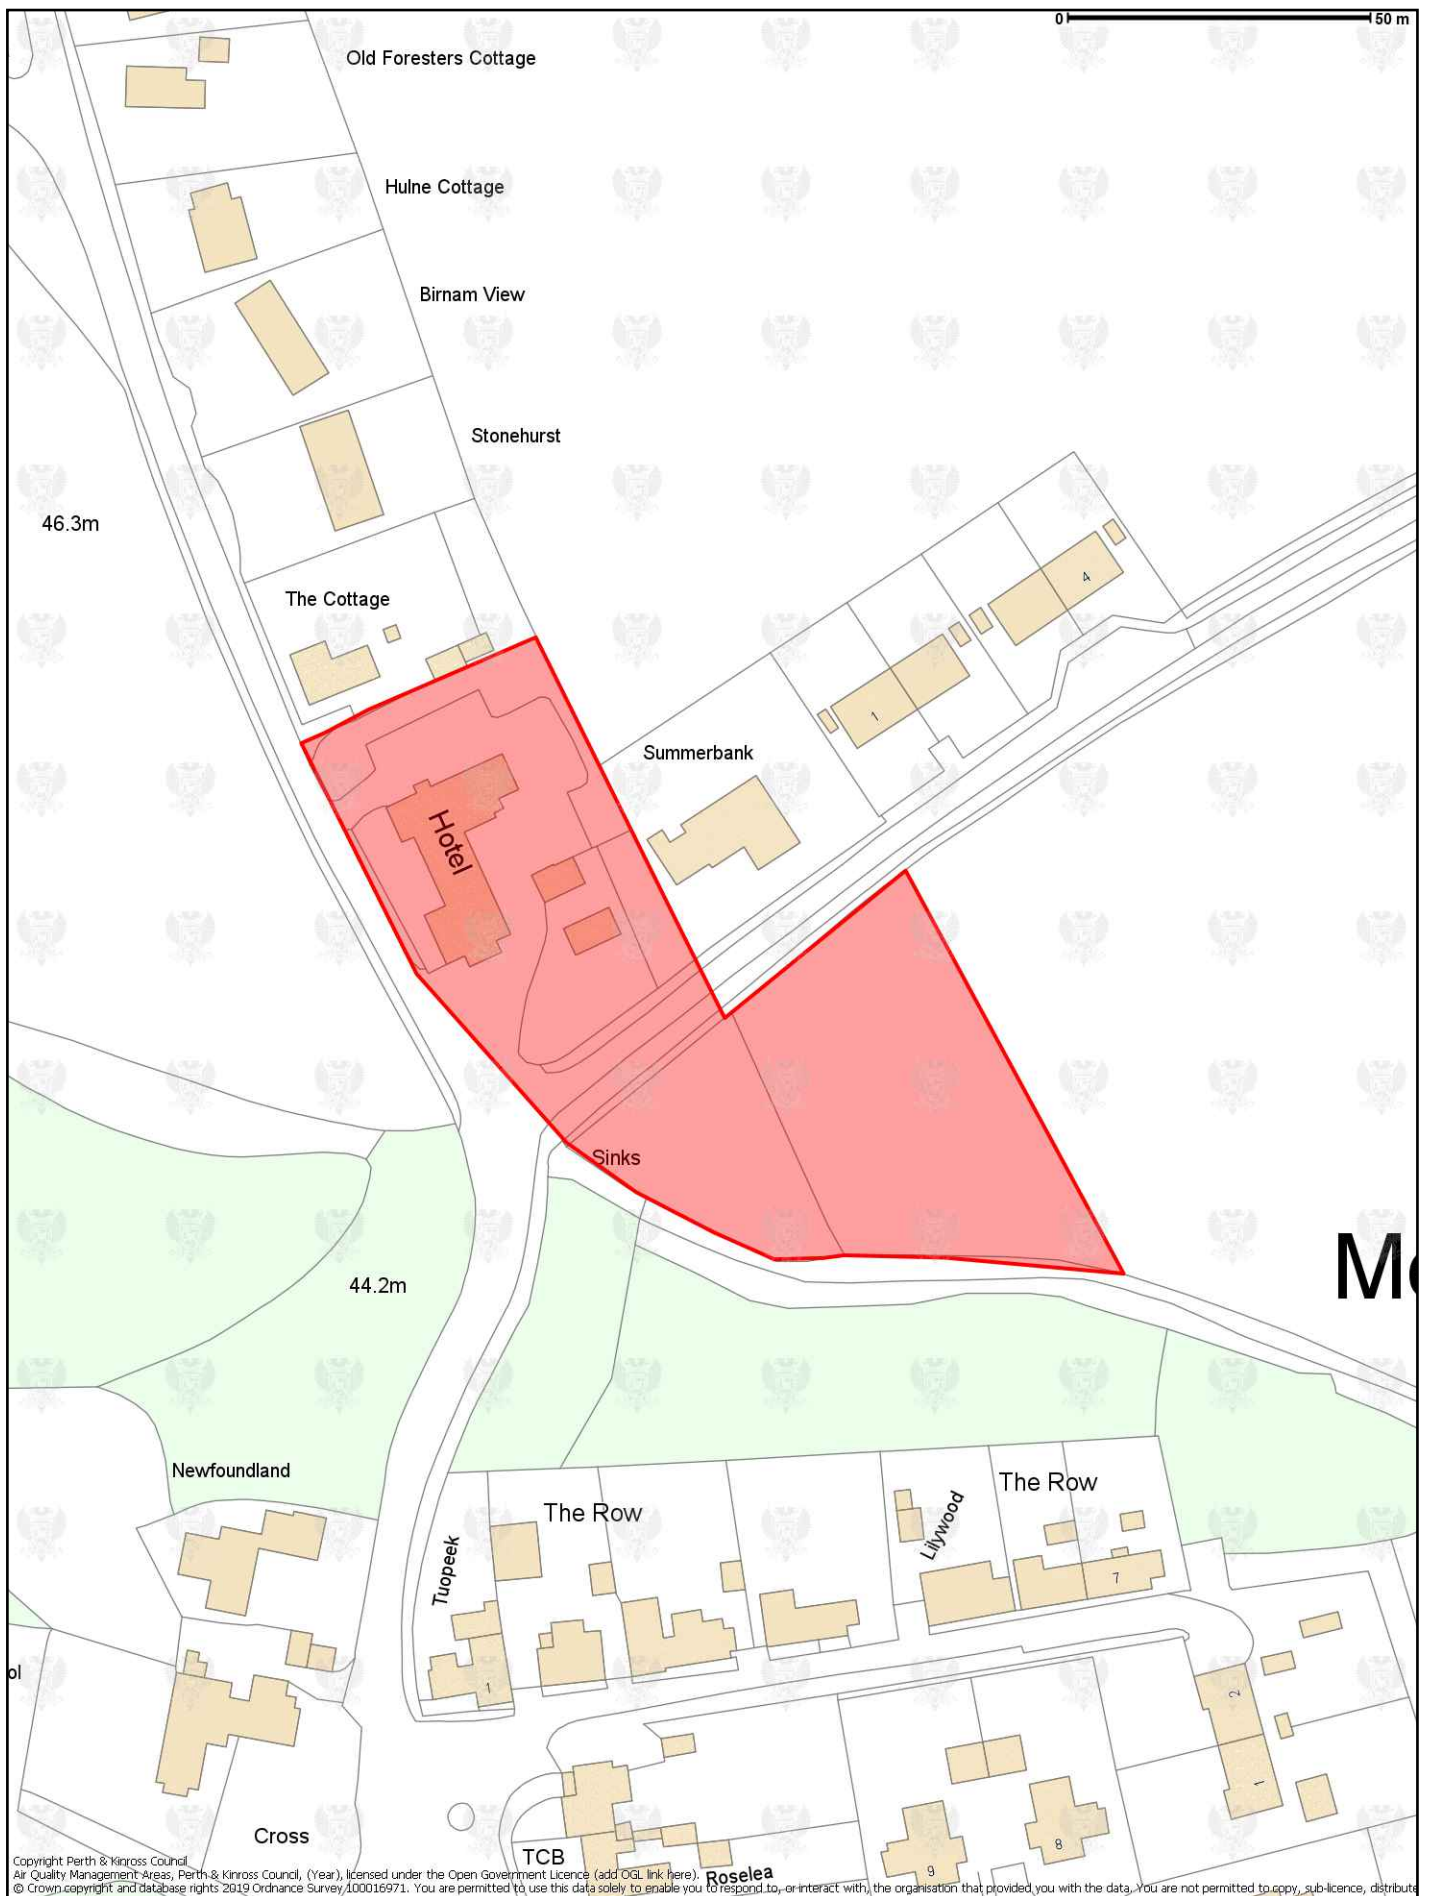 0 50 m
Old Foresters Cottage
Hulne Cottage
Birnam View
Stonehurst
46.3m
4
The Cottage
1
Summerbank
Hotel
Sinks
44.2m
Newfoundland
The Row
The Row
Lilywood
Tuopeek
7
1
ol
2
1
Cross
TCB
Roselea
9
8
Copyright Perth & Kinross Council
Air Quality Management Areas, Perth & Kinross Council, (Year), licensed under the Open Government Licence (add OGL link here).
© Crown copyright and database rights 2019 Ordnance Survey 100016971. You are permitted to use this data solely to enable you to respond to, or interact with, the organisation that provided you with the data. You are not permitted to copy, sub-licence, distribute